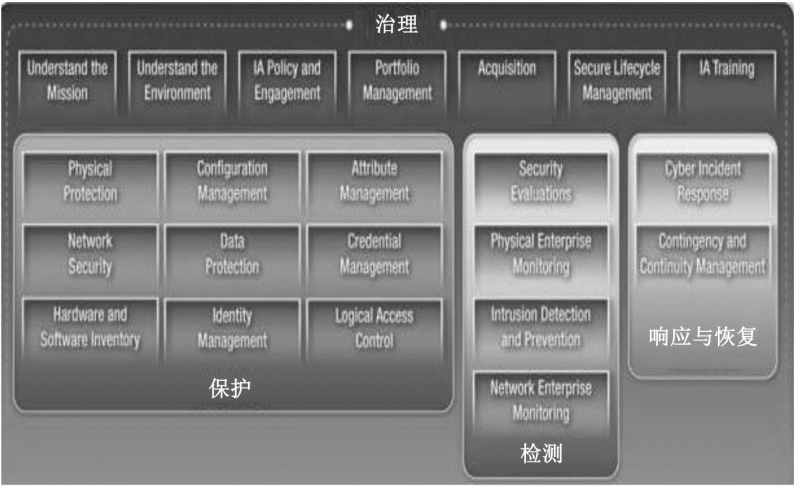 治理
Understand the
Mission
Understand the
Environment
IA Policy and
Engagement
Portfolio
Management
Acquisition
Secure Lifecycle
Management
IA Training
Physical
Protection
Configuration
Management
Attribute
Management
Network
Security
Data
Protection
Credential
Management
Hardware and
Software Inventory
Identity
Management
Logical Access
Control
保护
Security
Evaluations
Physical Enterprise
Monitoring
Intrusion Detection
and Prevention
Network Enterprise
Monitoring
检测
Cyber Incident
Response
Contingency and
Continuity Management
响应与恢复